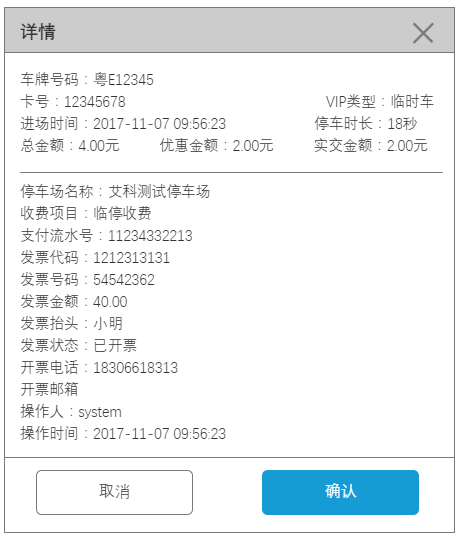 详情
车牌号码：粤E12345
卡号：12345678 VIP类型：临时车
进场时间：2017-11-07 09:56:23 停车时长：18秒
总金额：4.00元 优惠金额：2.00元 实交金额：2.00元
停车场名称：艾科测试停车场
收费项目：临停收费
支付流水号：11234332213
发票代码：1212313131
发票号码：54542362
发票金额：40.00
发票抬头：小明
发票状态：已开票
开票电话：18306618313
开票邮箱
操作人：system
操作时间：2017-11-07 09:56:23
取消 确认